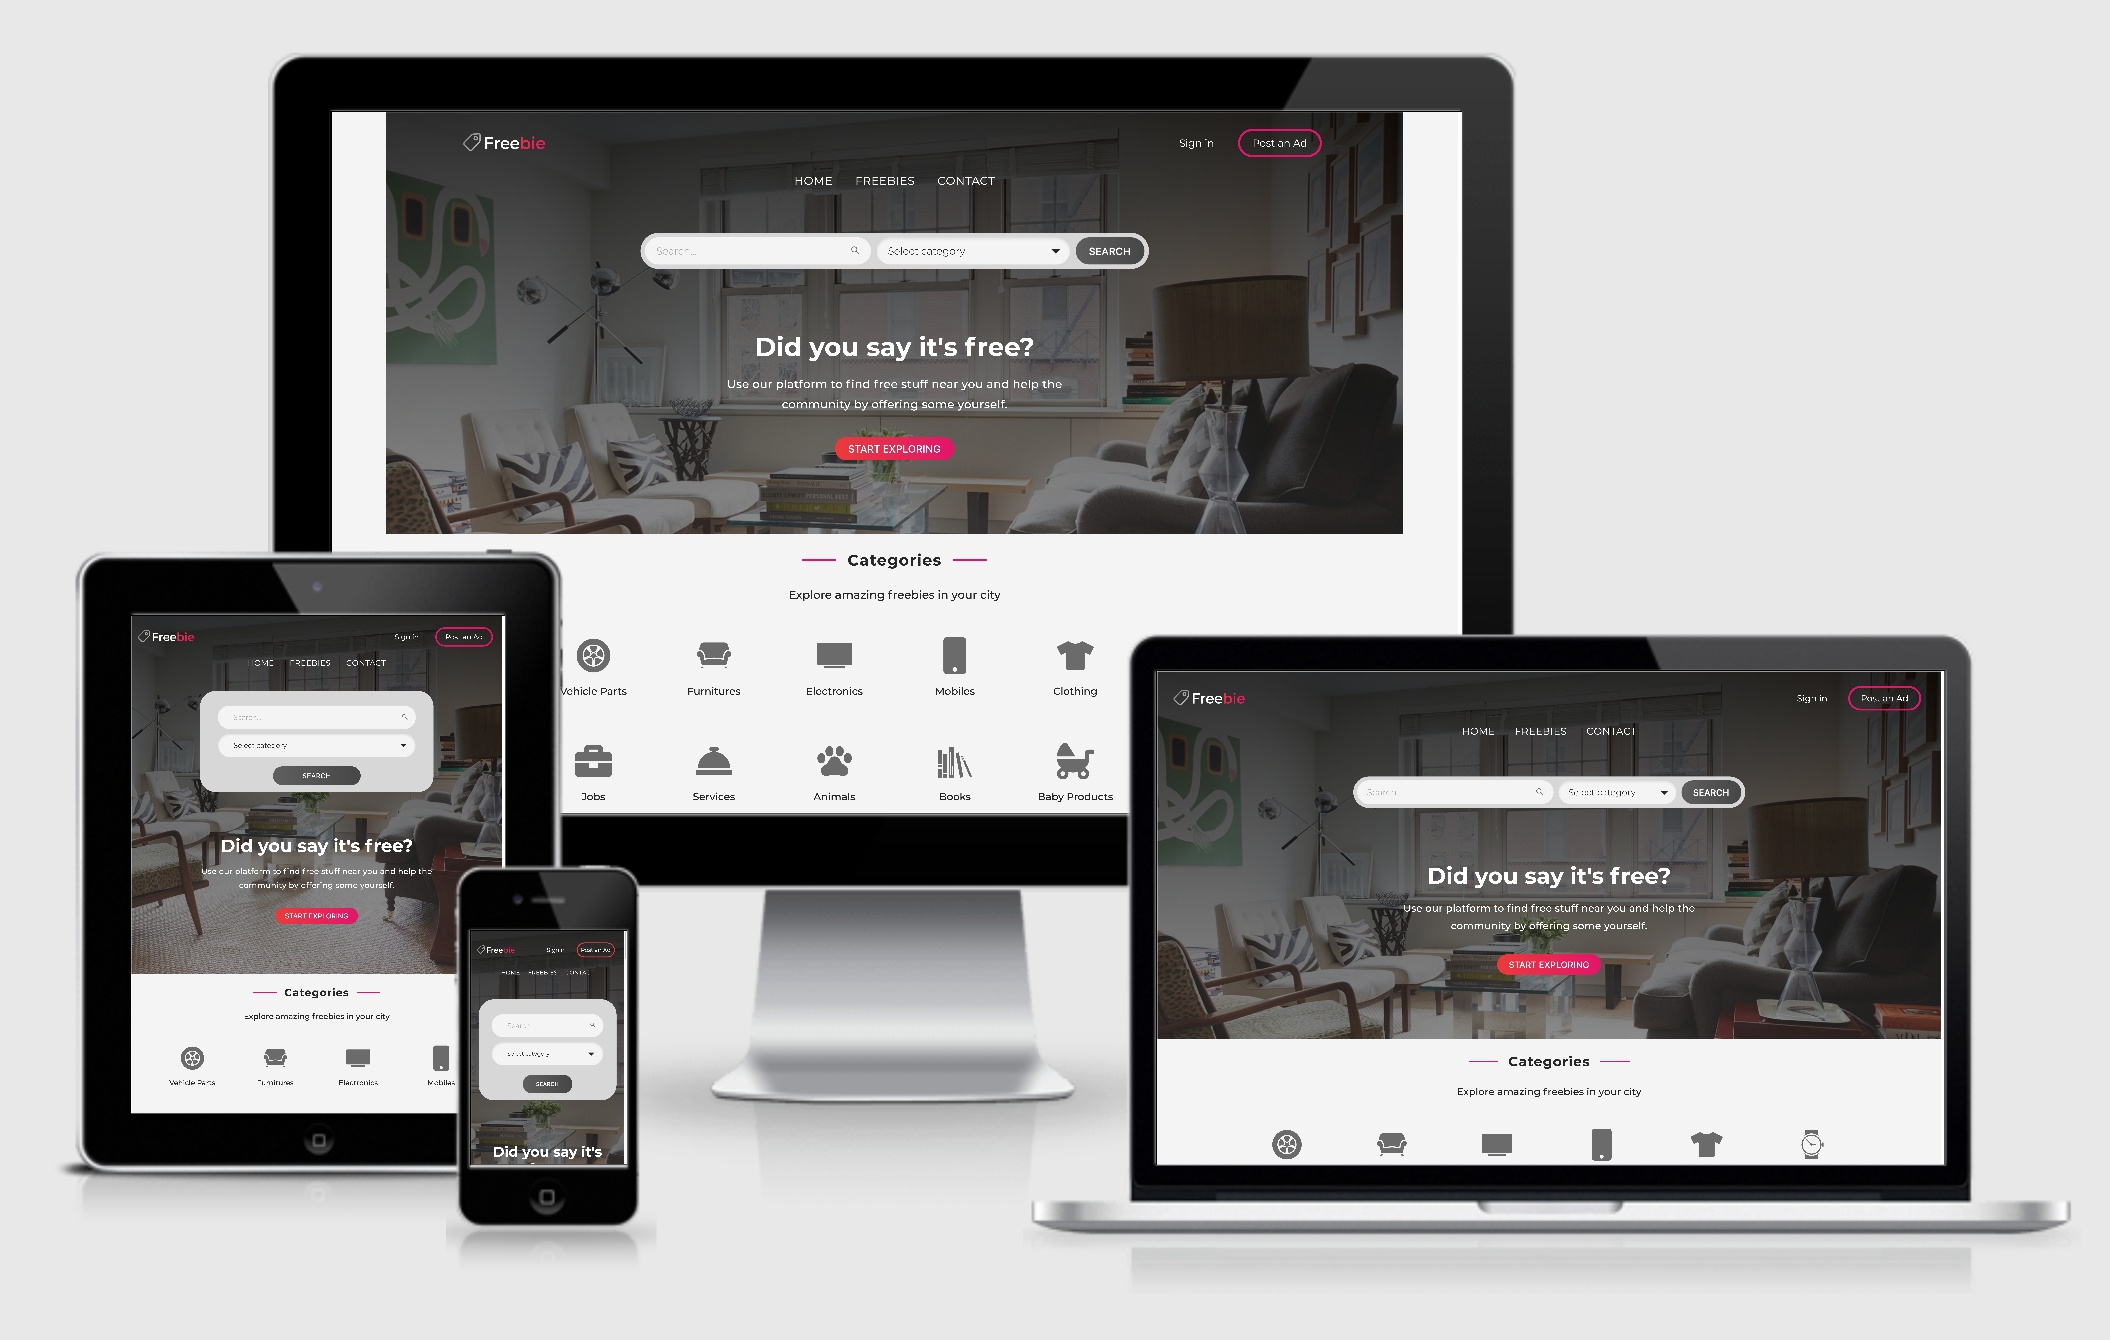 Freebie
Sign in
Post an Ad
HOME FREEBIES CONTACT
Search...
Select category
SEARCH
Did you say it's free?
Use our platform to find free stuff near you and help the
community by offering some yourself.
START EXPLORING
Categories
Explore amazing freebies in your city
Vehicle Parts Furnitures Electronics Mobiles Clothing
Jobs Services Animals Books Baby Products
Freebie
Sign in
Post an Ad
HOME FREEBIES CONTACT
Search...
Select category
SEARCH
Did you say it's free?
Use our platform to find free stuff near you and help the
community by offering some yourself.
START EXPLORING
Categories
Explore amazing freebies in your city
Vehicle Parts Furnitures Electronics Mobiles
Freebie
Sign in
Post an Ad
HOME FREEBIES CONTAC
Search
Select category
SEARCH
Did you say it's
Freebie
Sign in
Post an Ad
HOME FREEBIES CONTACT
Search
Select category
SEARCH
Did you say it's free?
Use our platform to find free stuff near you and help the
community by offering some yourself.
START EXPLORING
Categories
Explore amazing freebies in your city